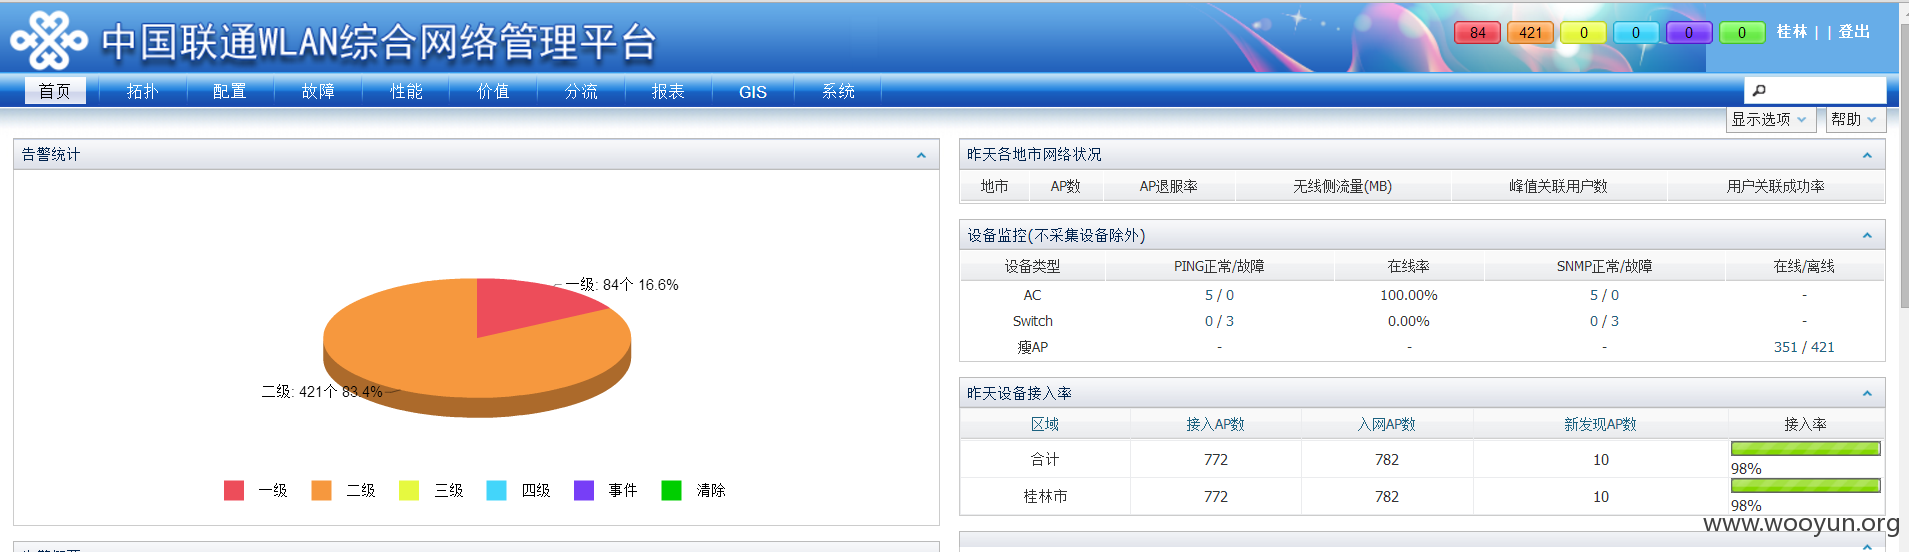 中国联通WLAN综合网络管理平台
84 421 0 0 0 0 桂林 | | 登出
首页 拓扑 配置 故障 性能 价值 分流 报表 GIS 系统
显示选项 帮助
告警统计
一级: 84个 16.6%
二级: 421个 83.4%
一级 二级 三级 四级 事件 清除
昨天各地市网络状况
地市 AP数 AP退服率 无线侧流量(MB) 峰值关联用户数 用户关联成功率
设备监控(不采集设备除外)
设备类型 PING正常/故障 在线率 SNMP正常/故障 在线/离线
AC 5 / 0 100.00% 5 / 0 -
Switch 0 / 3 0.00% 0 / 3 -
瘦AP - - - 351 / 421
昨天设备接入率
区域 接入AP数 入网AP数 新发现AP数 接入率
合计 772 782 10 98%
桂林市 772 782 10 98%
www.wooyun.org